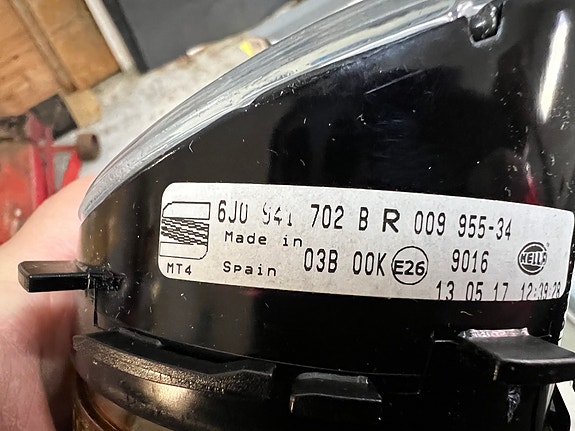 6J0 941 702 B R 009 955-34
Made in 03B 00K E26 9016 HELLA
MT4 Spain 13 05 17 12:39:28